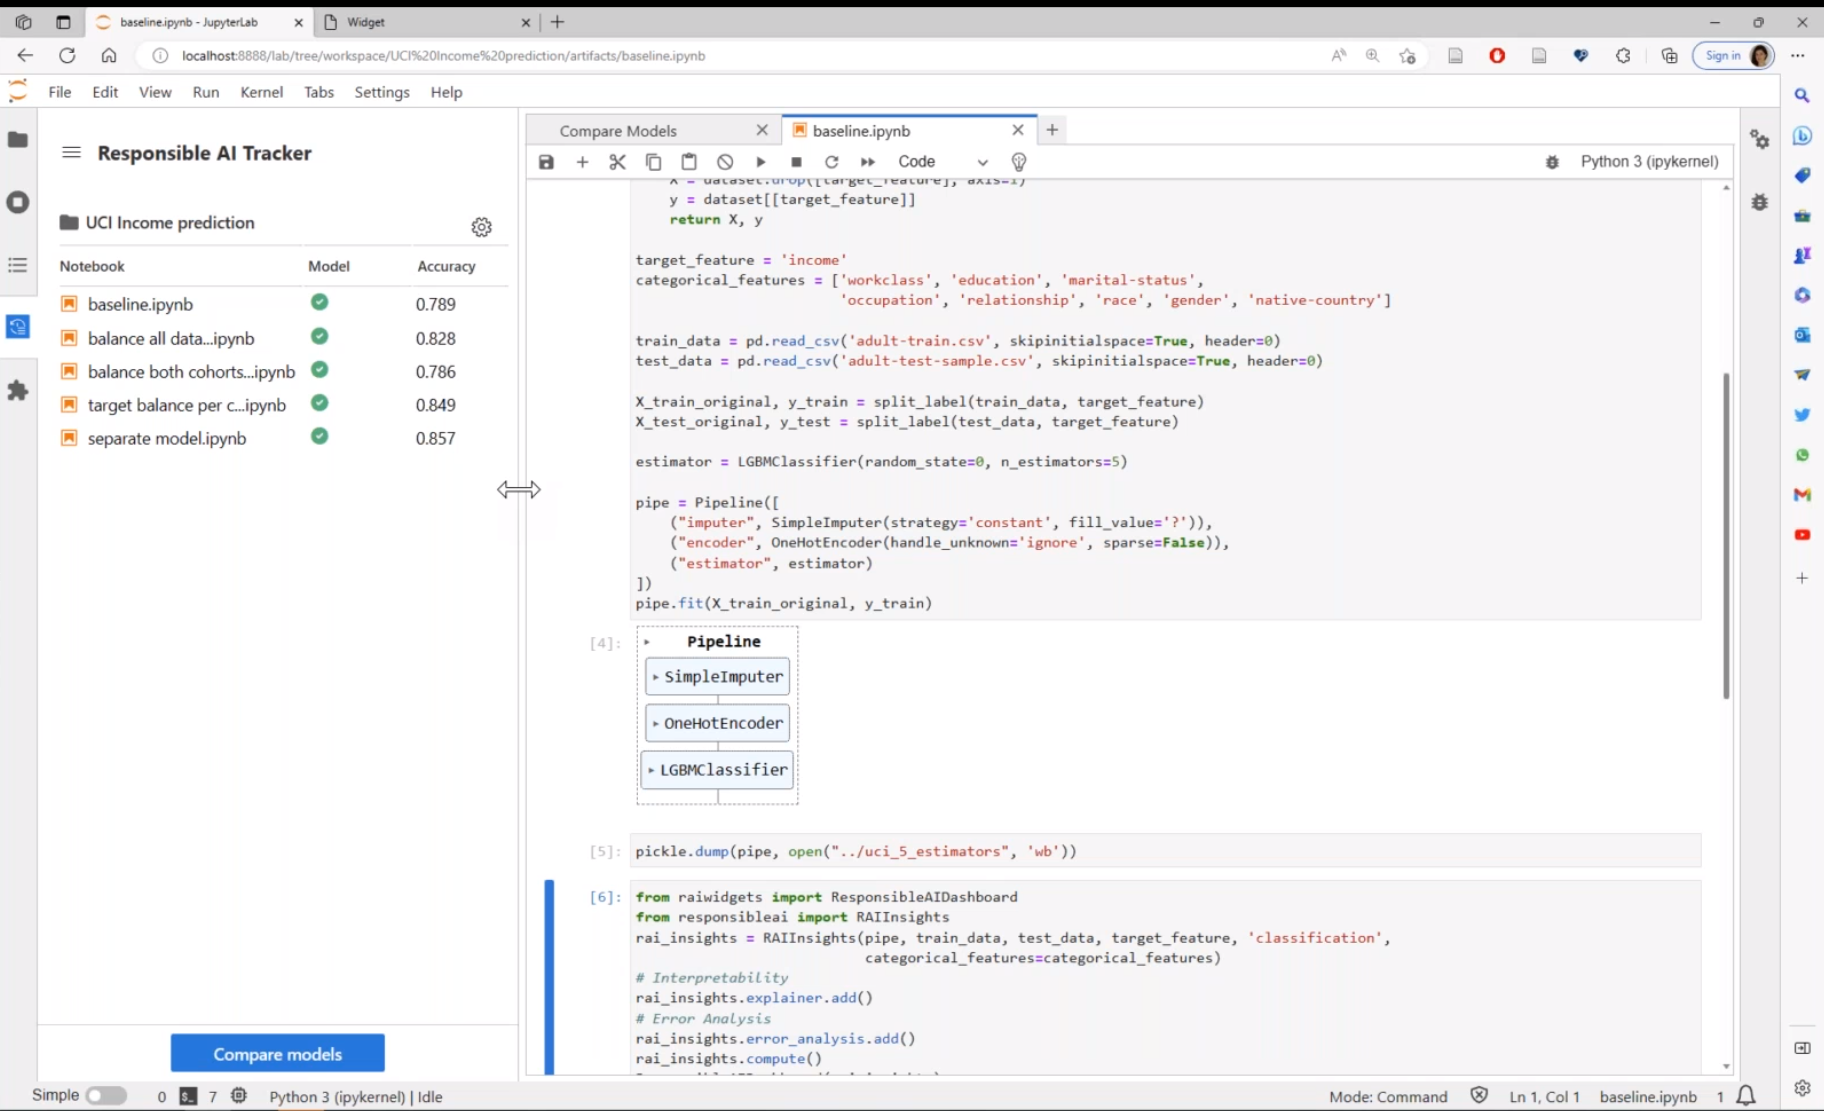 baseline.ipynb - JupyterLab
Widget
localhost:8888/lab/tree/workspace/UCI%20Income%20prediction/artifacts/baseline.ipynb
Sign in
File Edit View Run Kernel Tabs Settings Help
Responsible AI Tracker
UCI Income prediction
Notebook Model Accuracy
baseline.ipynb 0.789
balance all data...ipynb 0.828
balance both cohorts...ipynb 0.786
target balance per c...ipynb 0.849
separate model.ipynb 0.857
Compare models
Compare Models
baseline.ipynb
Code
Python 3 (ipykernel)
X = dataset.drop([target_feature], axis=1)
y = dataset[[target_feature]]
return X, y
target_feature = 'income'
categorical_features = ['workclass', 'education', 'marital-status',
'occupation', 'relationship', 'race', 'gender', 'native-country']
train_data = pd.read_csv('adult-train.csv', skipinitialspace=True, header=0)
test_data = pd.read_csv('adult-test-sample.csv', skipinitialspace=True, header=0)
X_train_original, y_train = split_label(train_data, target_feature)
X_test_original, y_test = split_label(test_data, target_feature)
estimator = LGBMClassifier(random_state=0, n_estimators=5)
pipe = Pipeline([
("imputer", SimpleImputer(strategy='constant', fill_value='?')),
("encoder", OneHotEncoder(handle_unknown='ignore', sparse=False)),
("estimator", estimator)
])
pipe.fit(X_train_original, y_train)
[4]:
Pipeline
SimpleImputer
OneHotEncoder
LGBMClassifier
[5]: pickle.dump(pipe, open("../uci_5_estimators", 'wb'))
[6]: from raiwidgets import ResponsibleAIDashboard
from responsibleai import RAIInsights
rai_insights = RAIInsights(pipe, train_data, test_data, target_feature, 'classification',
categorical_features=categorical_features)
# Interpretability
rai_insights.explainer.add()
# Error Analysis
rai_insights.error_analysis.add()
rai_insights.compute()
Simple 0 7 Python 3 (ipykernel) | Idle
Mode: Command Ln 1, Col 1 baseline.ipynb 1